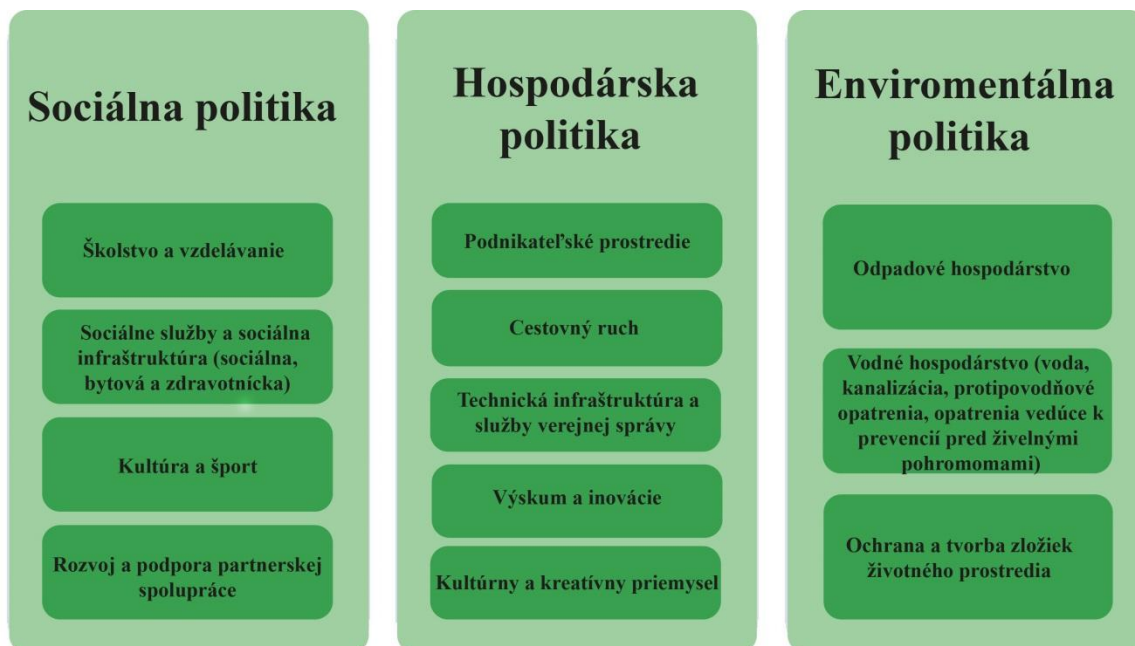 Sociálna politika
Školstvo a vzdelávanie
Sociálne služby a sociálna
infraštruktúra (sociálna,
bytová a zdravotnícka)
Kultúra a šport
Rozvoj a podpora partnerskej
spolupráce
Hospodárska
politika
Podnikateľské prostredie
Cestovný ruch
Technická infraštruktúra a
služby verejnej správy
Výskum a inovácie
Kultúrny a kreatívny priemysel
Enviromentálna
politika
Odpadové hospodárstvo
Vodné hospodárstvo (voda,
kanalizácia, protipovodňové
opatrenia, opatrenia vedúce k
prevencií pred živelnými
pohromomami)
Ochrana a tvorba zložiek
životného prostredia